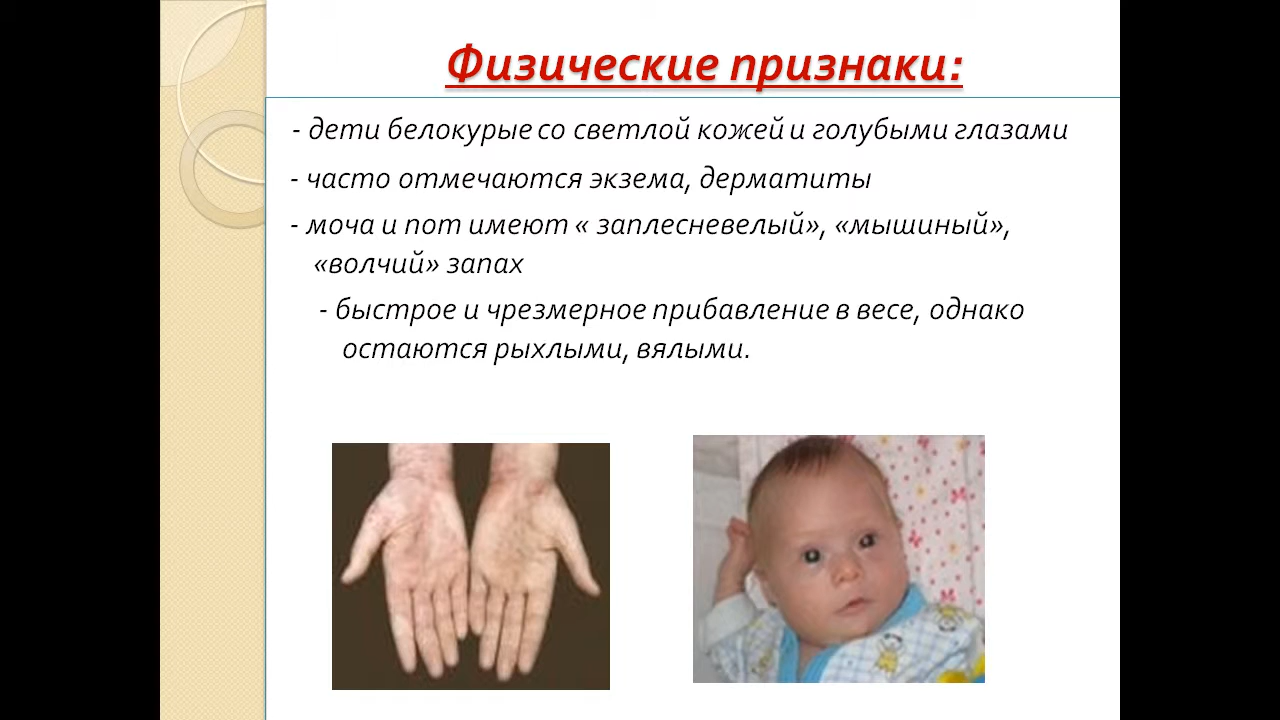 Физические признаки:
- дети белокурые со светлой кожей и голубыми глазами
- часто отмечаются экзема, дерматиты
- моча и пот имеют « заплесневелый», «мышиный»,
«волчий» запах
- быстрое и чрезмерное прибавление в весе, однако
остаются рыхлыми, вялыми.